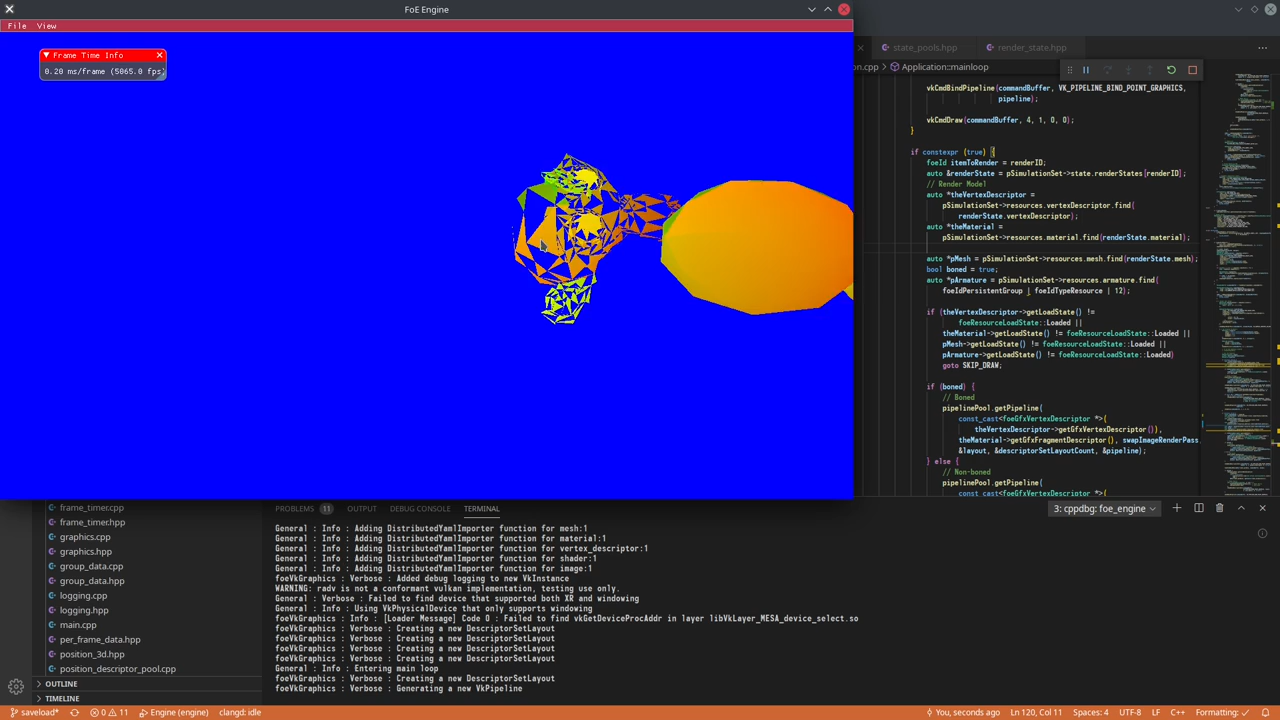 FoE Engine
File View
Frame Time Info
0.20 ms/frame (5065.0 fps)
state_pools.hpp render_state.hpp
on.cpp > Application::mainloop
vkCmdBindPipeline(commandBuffer, VK_PIPELINE_BIND_POINT_GRAPHICS,
pipeline);
vkCmdDraw(commandBuffer, 4, 1, 0, 0);
}
if constexpr (true) {
foeId itemToRender = renderID;
auto &renderState = pSimulationSet->state.renderStates[renderID];
// Render Model
auto *theVertexDescriptor =
pSimulationSet->resources.vertexDescriptor.find(
renderState.vertexDescriptor);
auto *theMaterial =
pSimulationSet->resources.material.find(renderState.material);
auto *pMesh = pSimulationSet->resources.mesh.find(renderState.mesh);
bool boned = true;
auto *pArmature = pSimulationSet->resources.armature.find(
foeIdPersistentGroup | foeIdTypeResource | 12);
if (theVertexDescriptor->getLoadState() !=
foeResourceLoadState::Loaded ||
theMaterial->getLoadState() != foeResourceLoadState::Loaded ||
pMesh->getLoadState() != foeResourceLoadState::Loaded ||
pArmature->getLoadState() != foeResourceLoadState::Loaded)
goto SKIP_DRAW;
if (boned) {
// Boned
pipelinePool.getPipeline(
const_cast<foeGfxVertexDescriptor *>(
theVertexDescriptor->getGfxVertexDescriptor()),
theMaterial->getGfxFragmentDescriptor(), swapImageRenderPass,
&layout, &descriptorSetLayoutCount, &pipeline);
} else {
// Non-boned
pipelinePool.getPipeline(
const_cast<foeGfxVertexDescriptor *>(
PROBLEMS 11 OUTPUT DEBUG CONSOLE TERMINAL 3: cppdbg: foe_engine
frame_timer.cpp
frame_timer.hpp
graphics.cpp
graphics.hpp
group_data.cpp
group_data.hpp
logging.cpp
logging.hpp
main.cpp
per_frame_data.hpp
position_3d.hpp
position_descriptor_pool.cpp
OUTLINE
TIMELINE
General : Info : Adding DistributedYamlImporter function for mesh:1
General : Info : Adding DistributedYamlImporter function for material:1
General : Info : Adding DistributedYamlImporter function for vertex_descriptor:1
General : Info : Adding DistributedYamlImporter function for shader:1
General : Info : Adding DistributedYamlImporter function for image:1
foeVkGraphics : Verbose : Added debug logging to new VkInstance
WARNING: radv is not a conformant vulkan implementation, testing use only.
General : Verbose : Failed to find device that supported both XR and windowing
General : Info : Using VkPhysicalDevice that only supports windowing
foeVkGraphics : Info : [Loader Message] Code 0 : Failed to find vkGetDeviceProcAddr in layer libVkLayer_MESA_device_select.so
foeVkGraphics : Verbose : Creating a new DescriptorSetLayout
foeVkGraphics : Verbose : Creating a new DescriptorSetLayout
foeVkGraphics : Verbose : Creating a new DescriptorSetLayout
foeVkGraphics : Verbose : Creating a new DescriptorSetLayout
General : Info : Entering main loop
foeVkGraphics : Verbose : Creating a new DescriptorSetLayout
foeVkGraphics : Verbose : Generating a new VkPipeline
saveload* 0 11 Engine (engine) clangd: idle You, seconds ago Ln 120, Col 11 Spaces: 4 UTF-8 LF C++ Formatting: ✓